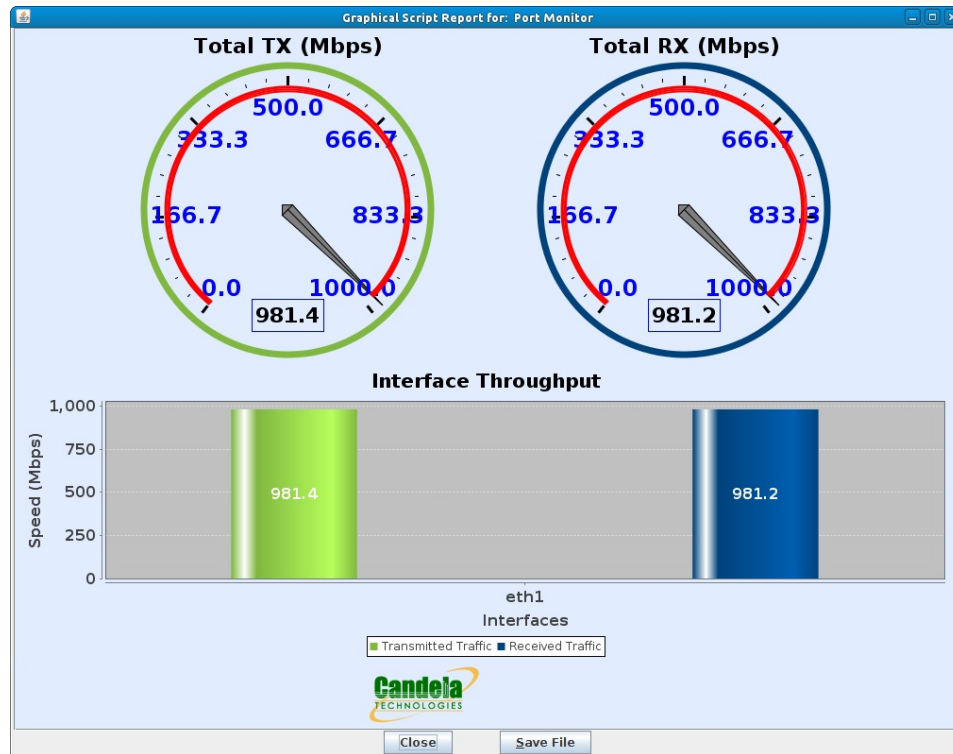 Graphical Script Report for: Port Monitor
Total TX (Mbps)
500.0
333.3
666.7
166.7
833.3
0.0
1000.0
981.4
Total RX (Mbps)
500.0
333.3
666.7
166.7
833.3
0.0
1000.0
981.2
Interface Throughput
Speed (Mbps)
1,000
750
500
250
0
981.4
981.2
eth1
Interfaces
Transmitted Traffic
Received Traffic
Candela
TECHNOLOGIES
Close
Save File